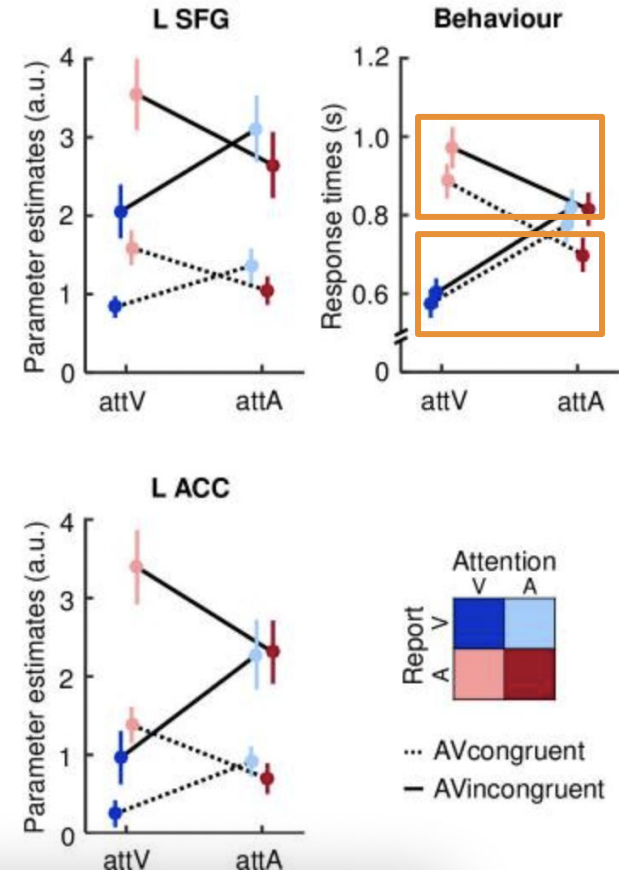 L SFG
Parameter estimates (a.u.)
4
3
2
1
0
attV
attA
Behaviour
Response times (s)
1.2
1.0
0.8
0.6
0
attV
attA
L ACC
Parameter estimates (a.u.)
4
3
2
1
0
attV
attA
Attention
V A
Report
V
A
AVcongruent
AVincongruent